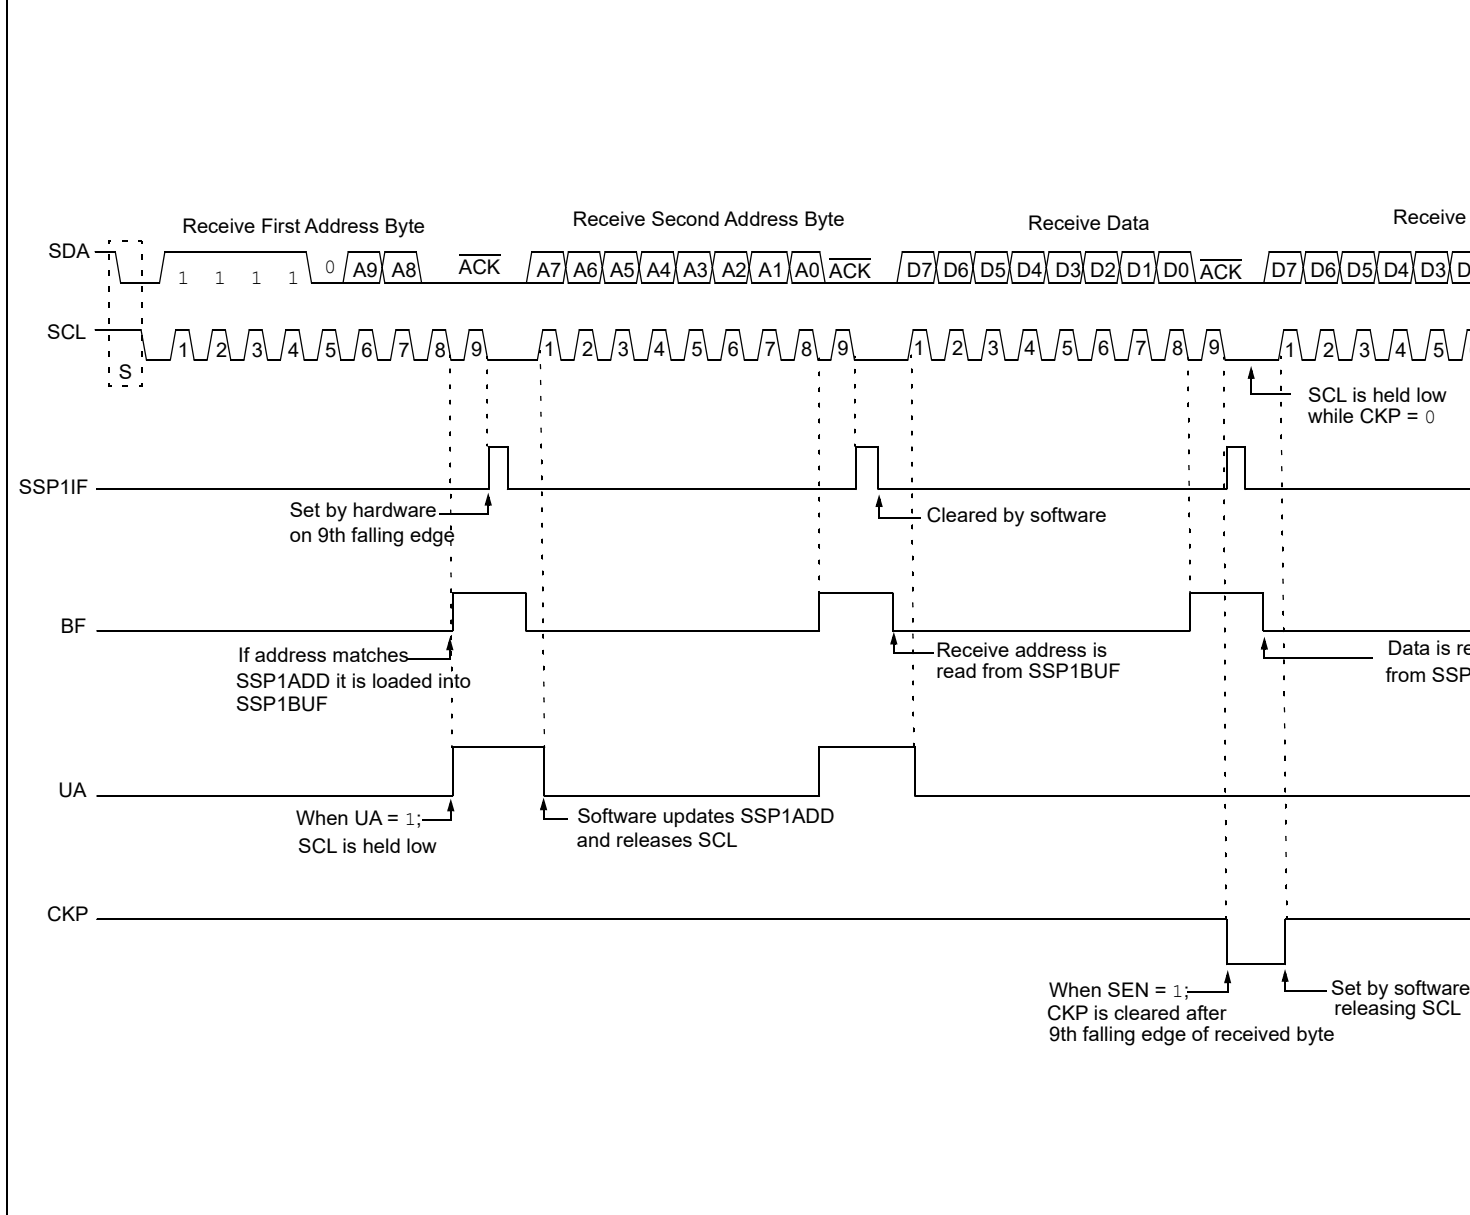 Receive First Address Byte
Receive Second Address Byte
Receive Data
Receive
SDA
1 1 1 1 0 A9 A8 ACK A7 A6 A5 A4 A3 A2 A1 A0 ACK D7 D6 D5 D4 D3 D2 D1 D0 ACK D7 D6 D5 D4 D3 D
SCL
1 2 3 4 5 6 7 8 9 1 2 3 4 5 6 7 8 9 1 2 3 4 5 6 7 8 9 1 2 3 4 5
S
SCL is held low
while CKP = 0
SSP1IF
Set by hardware
on 9th falling edge
Cleared by software
BF
If address matches
SSP1ADD it is loaded into
SSP1BUF
Receive address is
read from SSP1BUF
Data is re
from SSP
UA
When UA = 1;
SCL is held low
Software updates SSP1ADD
and releases SCL
CKP
When SEN = 1;
CKP is cleared after
9th falling edge of received byte
Set by software
releasing SCL